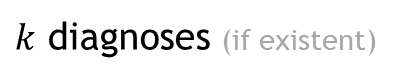 k diagnoses (if existent)